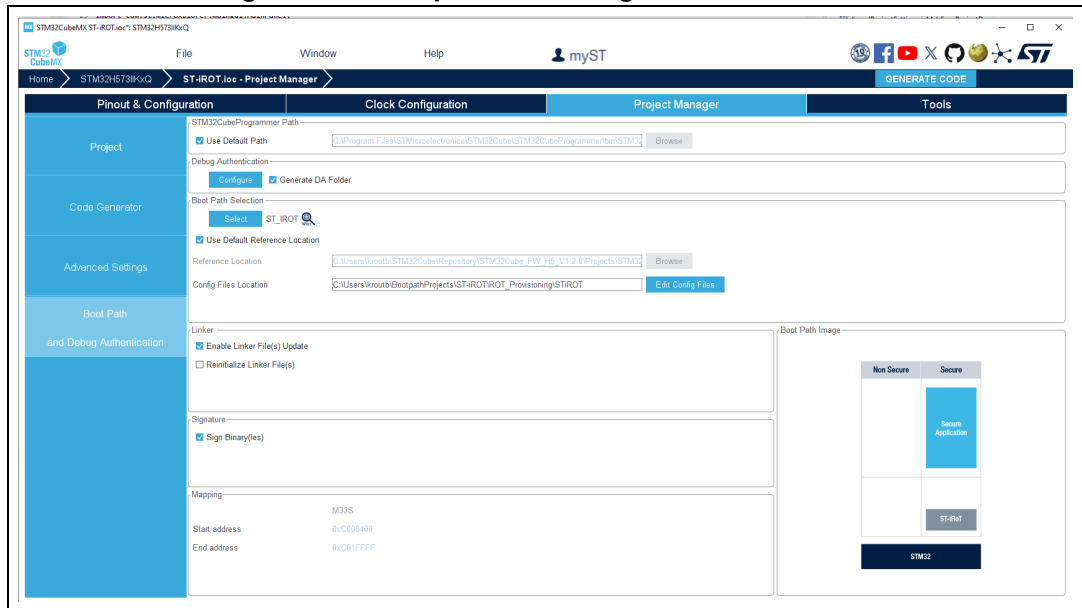 STM32CubeMX ST-iROT.ioc*: STM32H573IIKxQ
STM32 CubeMX
File
Window
Help
myST
Home
STM32H573IIKxQ
ST-iROT.ioc - Project Manager
GENERATE CODE
Pinout & Configuration
Clock Configuration
Project Manager
Tools
Project
Code Generator
Advanced Settings
Boot Path
and Debug Authentication
STM32CubeProgrammer Path
Use Default Path
C:\Program Files\STMicroelectronics\STM32Cube\STM32CubeProgrammer\bin\STM32
Browse
Debug Authentication
Configure
Generate DA Folder
Boot Path Selection
Select
ST_IROT
Use Default Reference Location
Reference Location
C:\Users\kroutb\STM32Cube\Repository\STM32Cube_FW_H5_V1.2.0\Projects\STM32
Browse
Config Files Location
C:\Users\kroutb\BootpathProjects\ST-iROT\ROT_Provisioning\STiROT
Edit Config Files
Linker
Enable Linker File(s) Update
Reinitialize Linker File(s)
Signature
Sign Binary(ies)
Mapping
M33S
Start address
0xC000400
End address
0xC01FFFF
Boot Path Image
Non Secure
Secure
Secure
Application
ST-iRoT
STM32